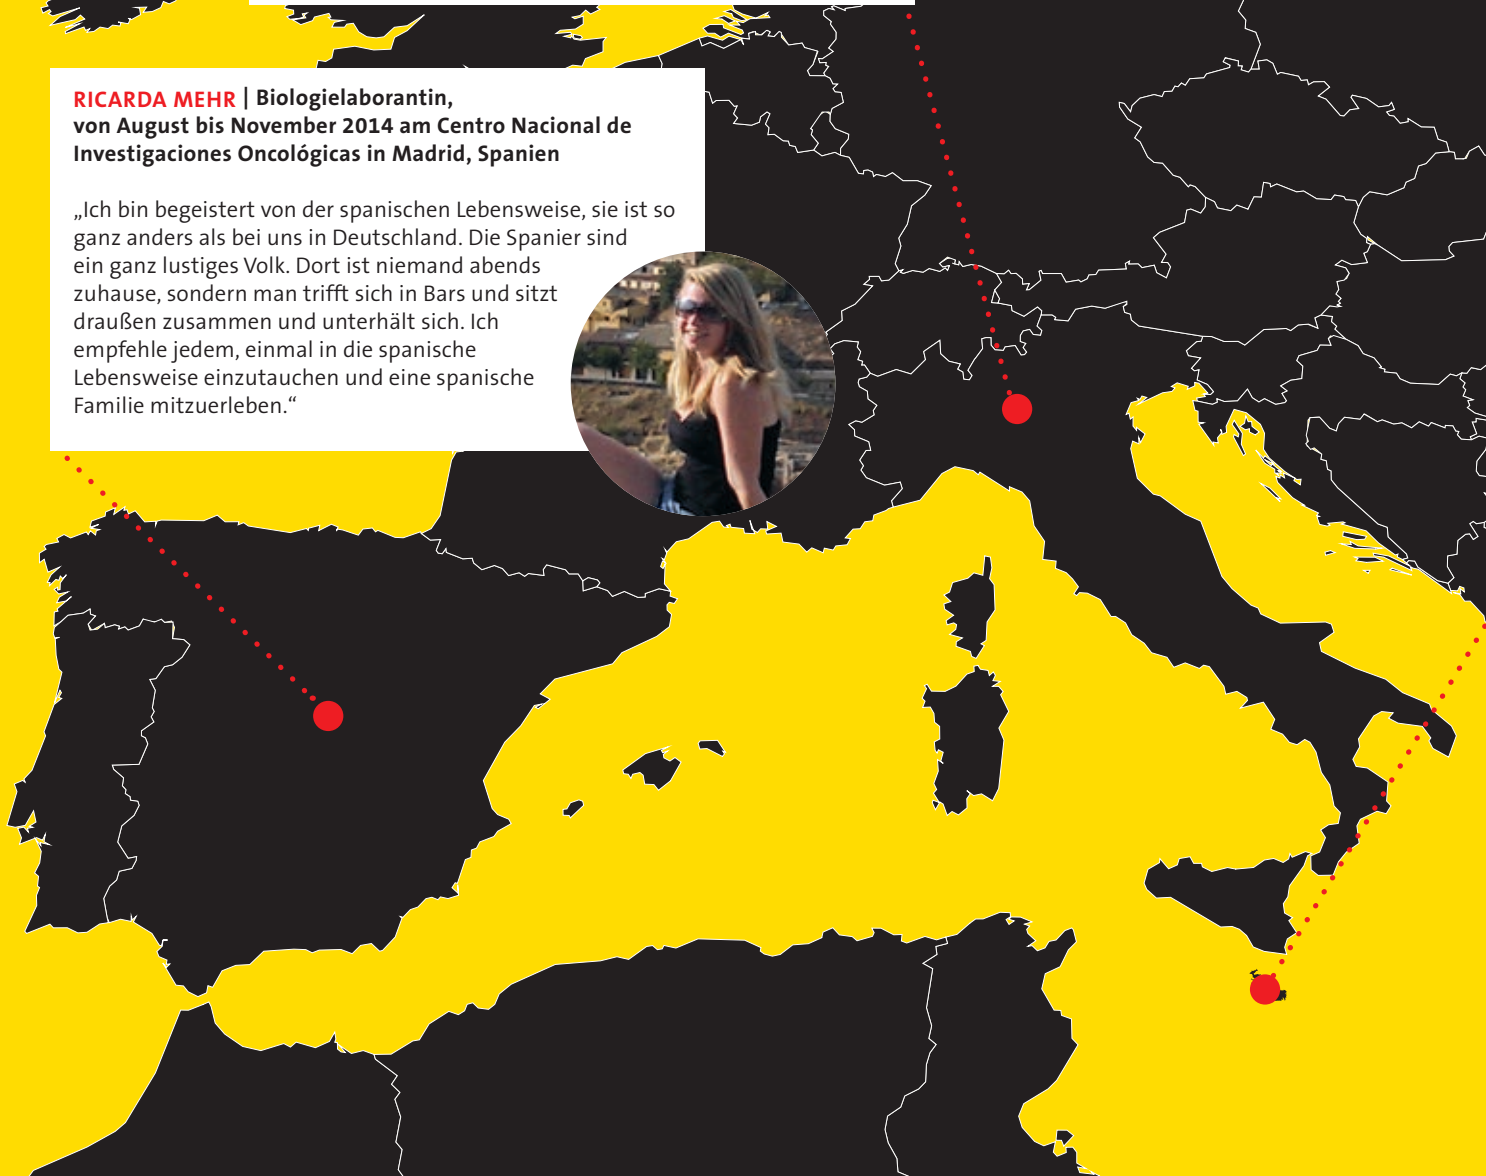 RICARDA MEHR | Biologielaborantin,
von August bis November 2014 am Centro Nacional de
Investigaciones Oncológicas in Madrid, Spanien
„Ich bin begeistert von der spanischen Lebensweise, sie ist so
ganz anders als bei uns in Deutschland. Die Spanier sind
ein ganz lustiges Volk. Dort ist niemand abends
zuhause, sondern man trifft sich in Bars und sitzt
draußen zusammen und unterhält sich. Ich
empfehle jedem, einmal in die spanische
Lebensweise einzutauchen und eine spanische
Familie mitzuerleben.“